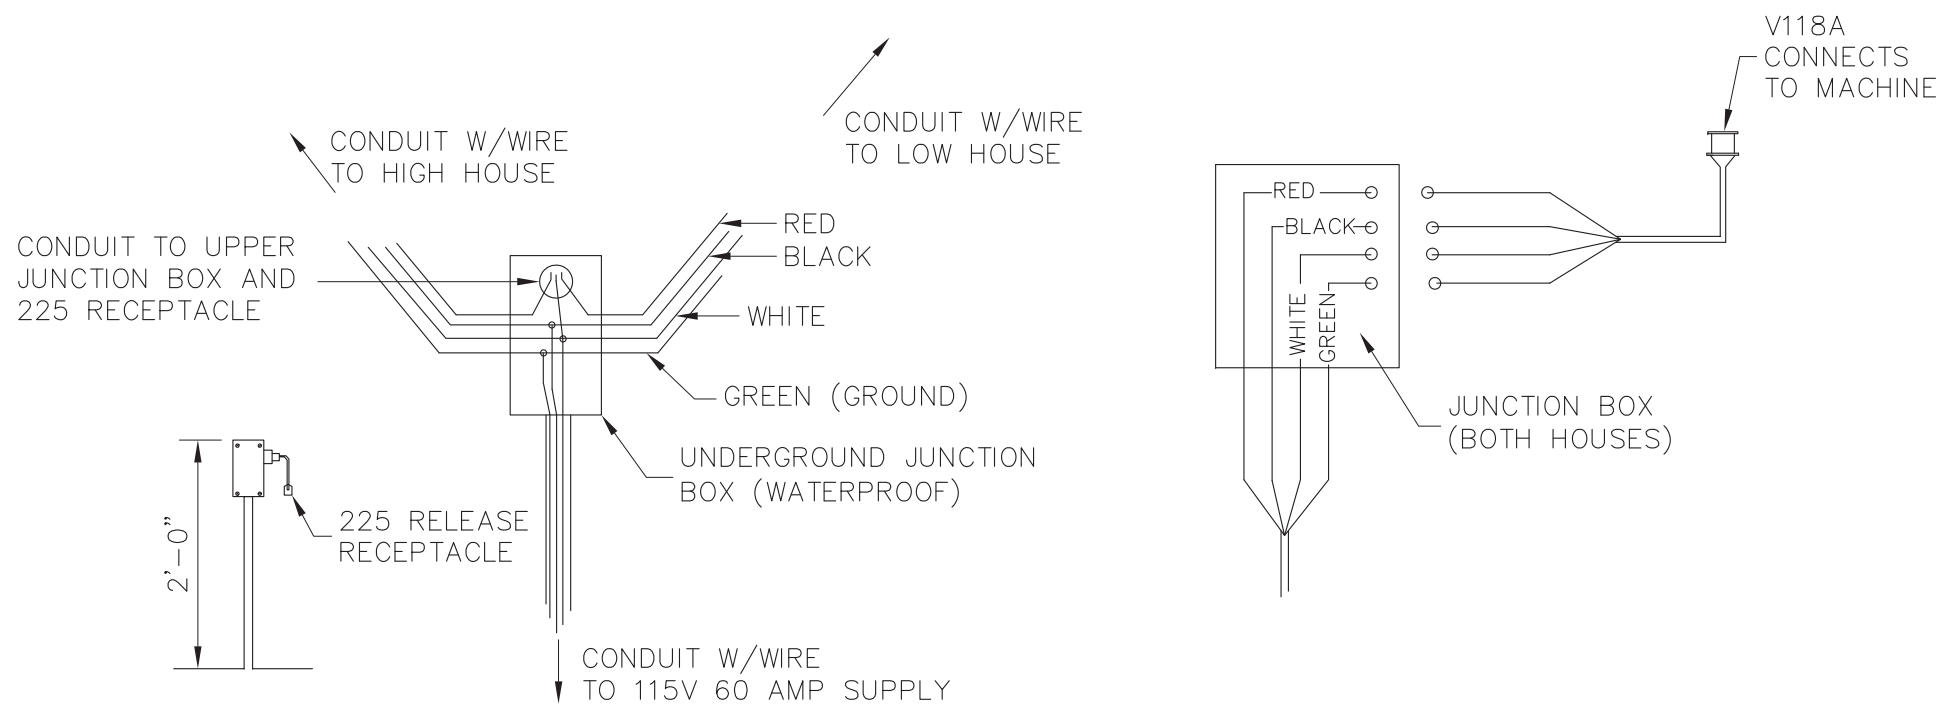 V118A
CONNECTS
TO MACHINE
CONDUIT W/WIRE
TO LOW HOUSE
CONDUIT W/WIRE
TO HIGH HOUSE
RED
BLACK
CONDUIT TO UPPER
JUNCTION BOX AND
225 RECEPTACLE
WHITE
GREEN (GROUND)
UNDERGROUND JUNCTION
BOX (WATERPROOF)
225 RELEASE
RECEPTACLE
2'-0"
CONDUIT W/WIRE
TO 115V 60 AMP SUPPLY
RED
BLACK
WHITE
GREEN
JUNCTION BOX
(BOTH HOUSES)